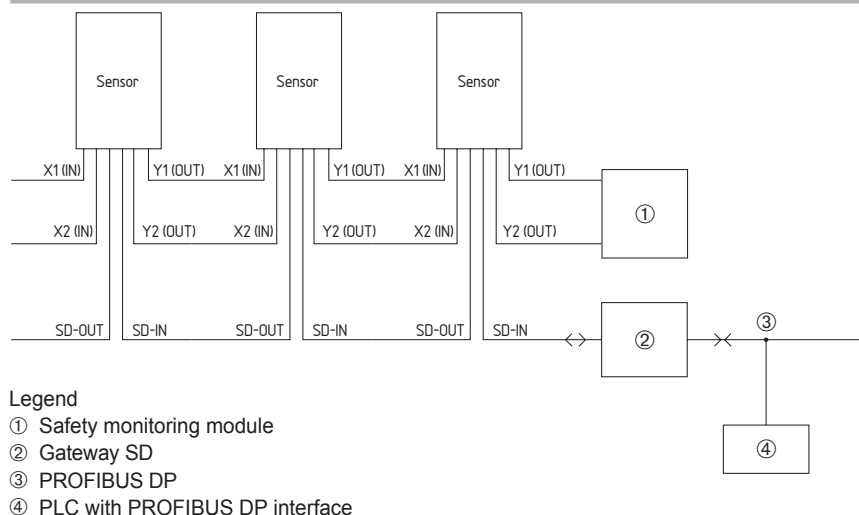 Sensor Sensor Sensor
X1 (IN) Y1 (OUT) X1 (IN) Y1 (OUT) X1 (IN) Y1 (OUT)
①
X2 (IN) Y2 (OUT) X2 (IN) Y2 (OUT) X2 (IN) Y2 (OUT)
③
SD-OUT SD-IN SD-OUT SD-IN SD-OUT SD-IN
②
Legend
① Safety monitoring module
② Gateway SD
③ PROFIBUS DP
④
④ PLC with PROFIBUS DP interface